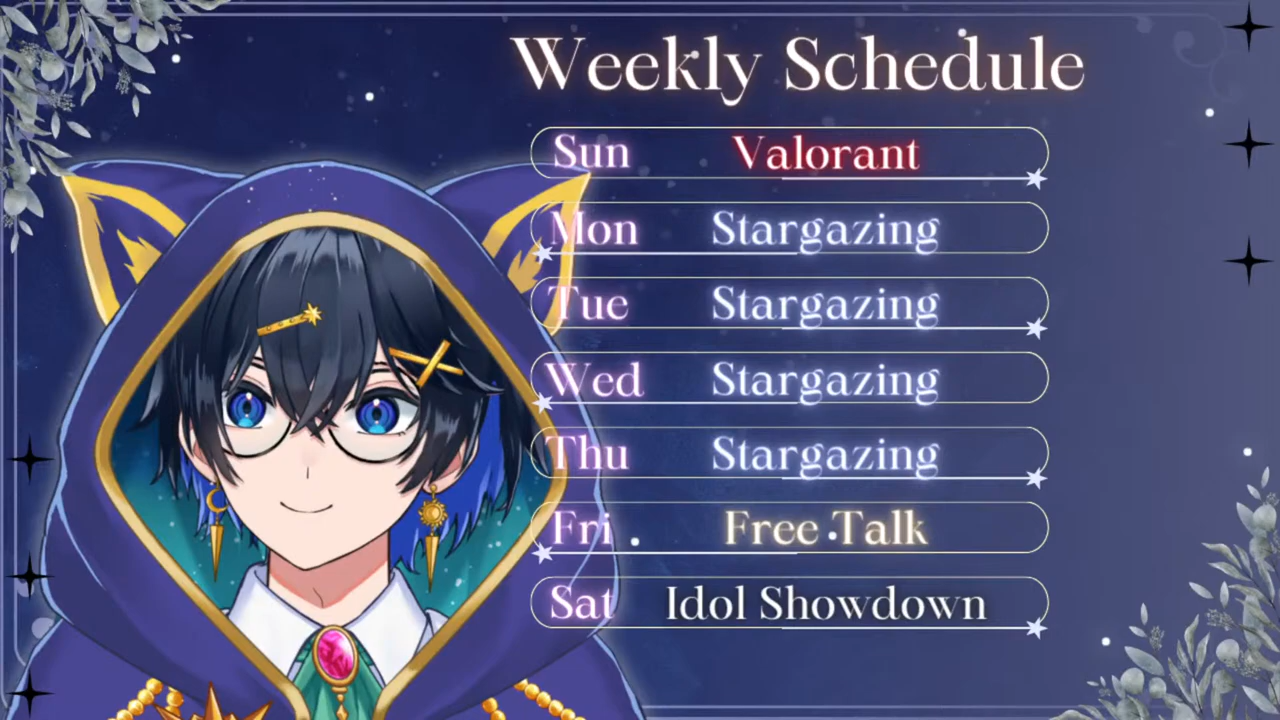 Weekly Schedule
Sun Valorant
Mon Stargazing
Tue Stargazing
Wed Stargazing
Thu Stargazing
Fri Free Talk
Sat Idol Showdown